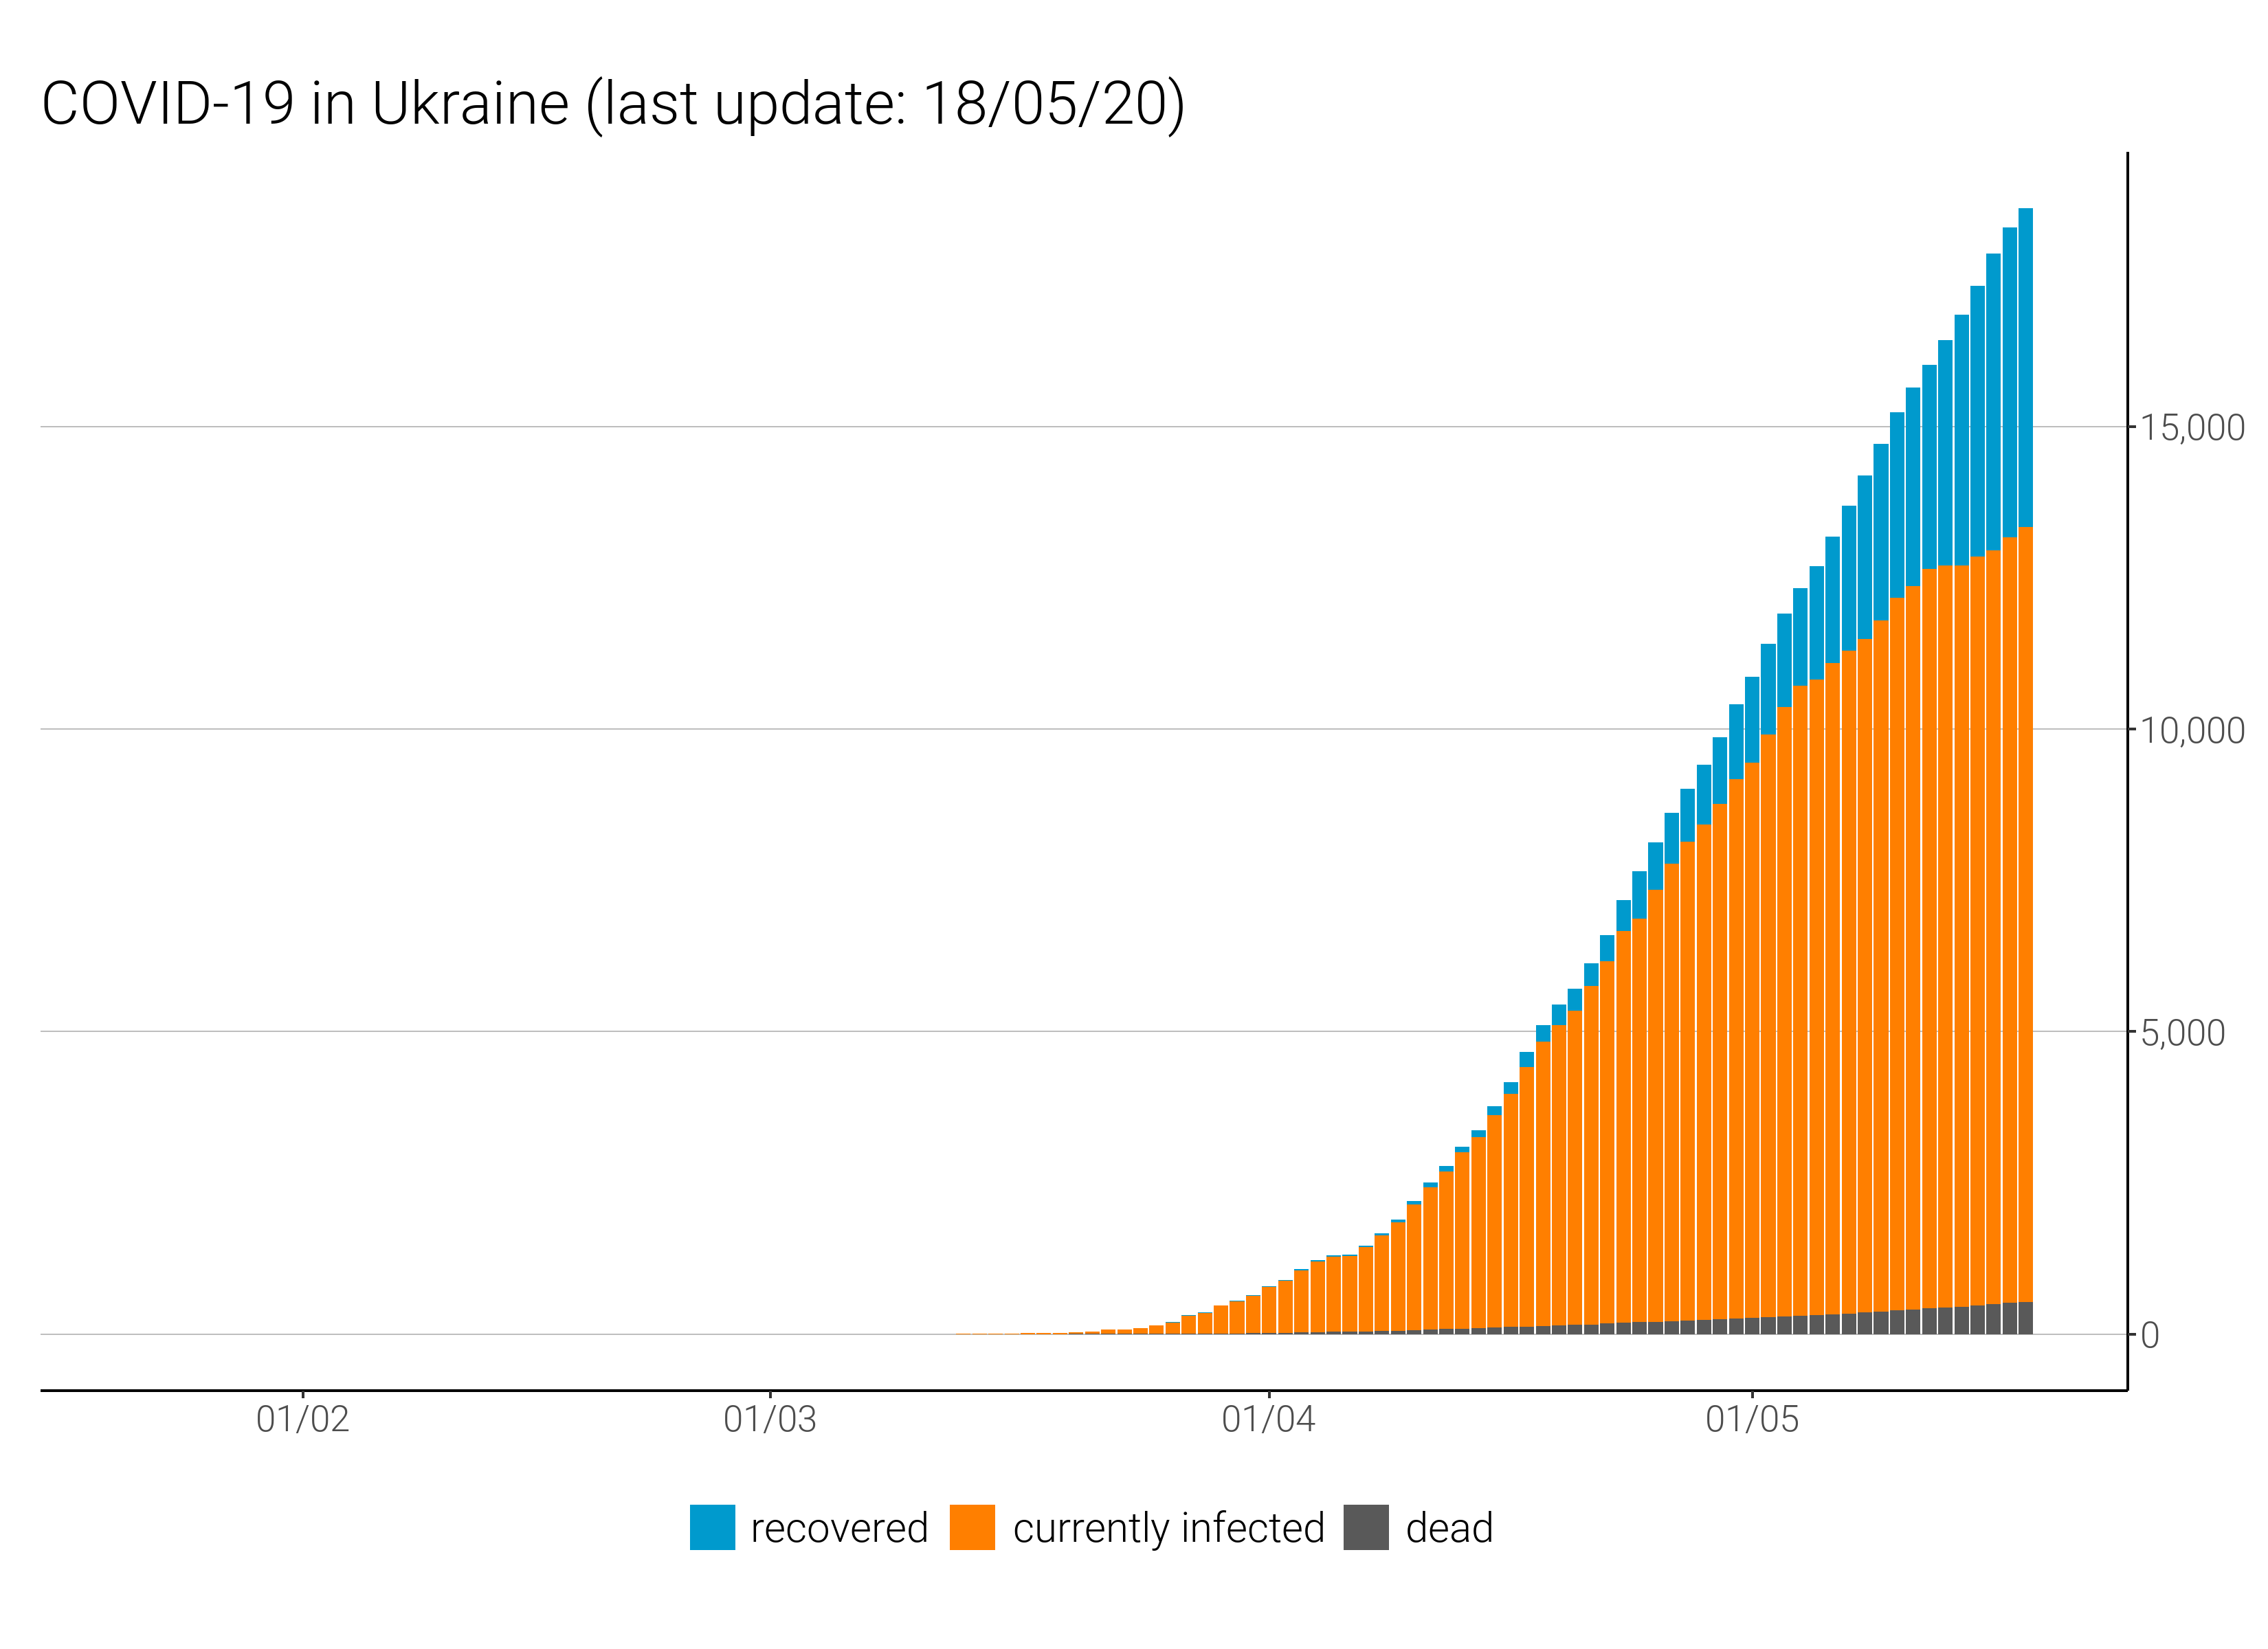 COVID-19 in Ukraine (last update: 18/05/20)
15,000
10,000
5,000
0
01/02 01/03 01/04 01/05
recovered currently infected dead